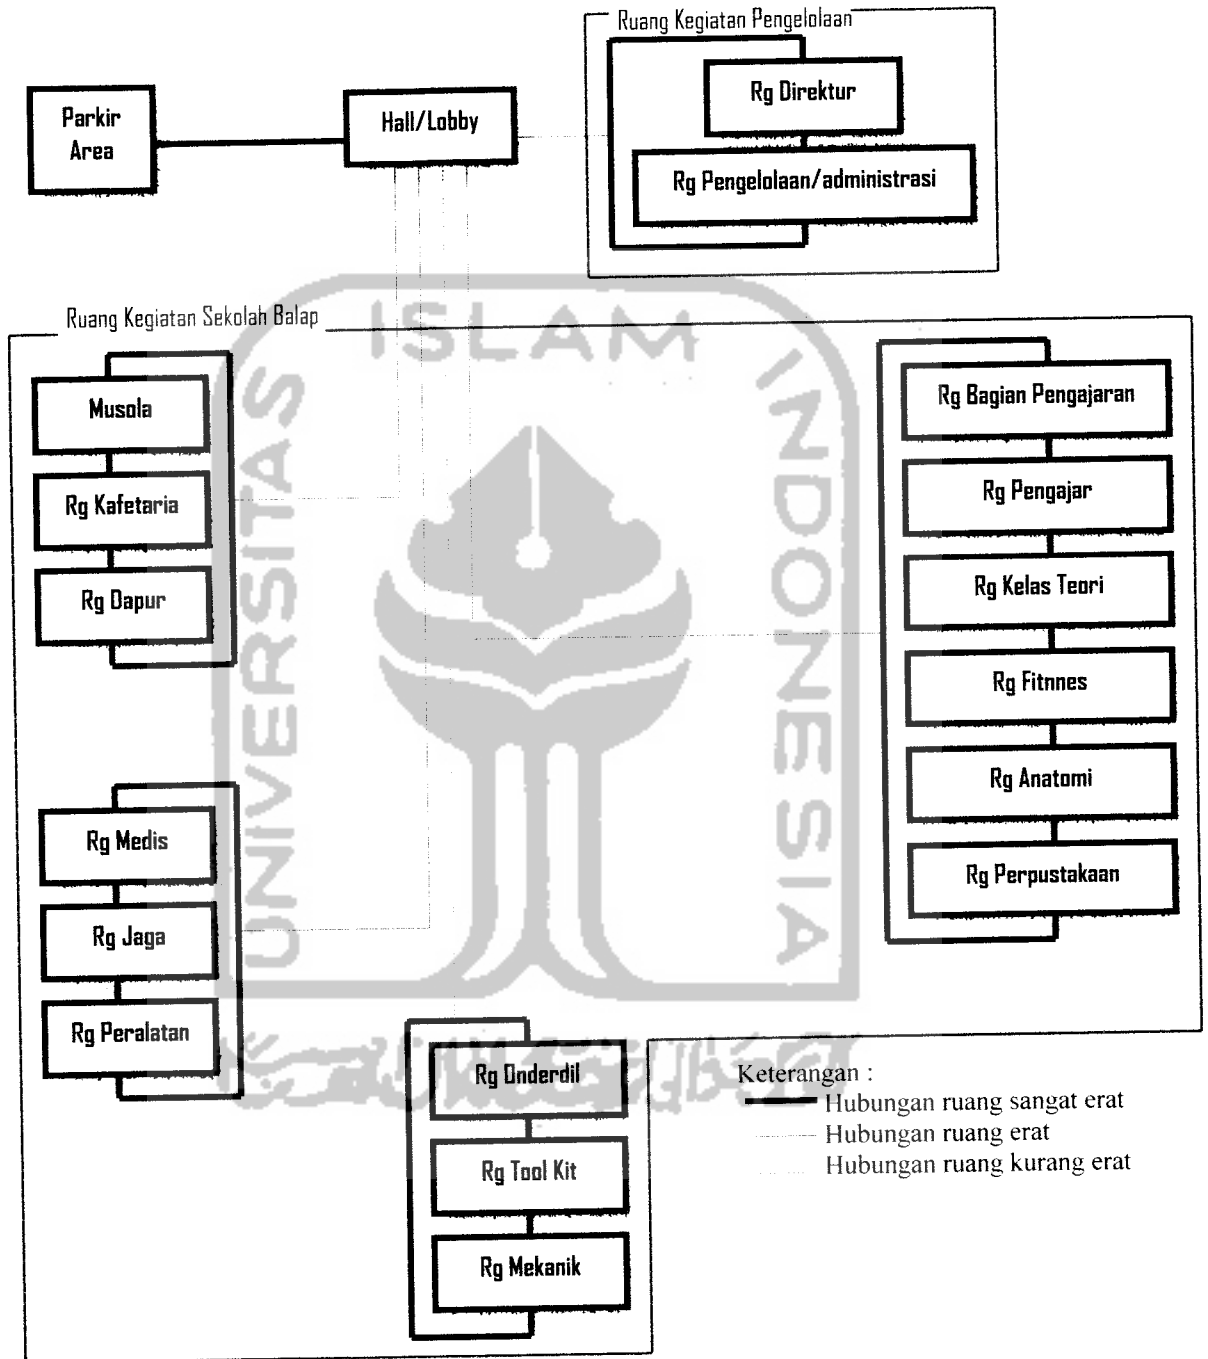 Ruang Kegiatan Pengelolaan
Rg Direktur
Parkir
Area
Hall/Lobby
Rg Pengelolaan/administrasi
Ruang Kegiatan Sekolah Balap
ISLAM
UNIVERSITAS
INDONESIA
Musola
Rg Kafetaria
Rg Dapur
Rg Bagian Pengajaran
Rg Pengajar
Rg Kelas Teori
Rg Fitnnes
Rg Anatomi
Rg Perpustakaan
Rg Medis
Rg Jaga
Rg Peralatan
Rg Onderdil
Rg Tool Kit
Rg Mekanik
Keterangan :
Hubungan ruang sangat erat
Hubungan ruang erat
Hubungan ruang kurang erat